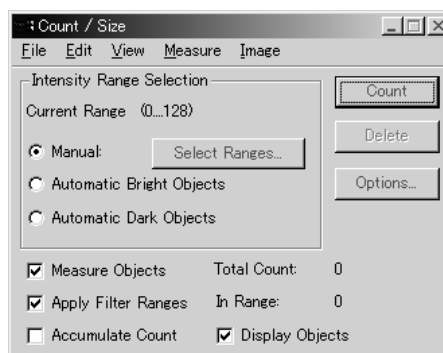 Count / Size
File Edit View Measure Image
Intensity Range Selection
Current Range (0...128)
Count
Manual: Select Ranges...
Delete
Automatic Bright Objects
Options...
Automatic Dark Objects
Measure Objects Total Count: 0
Apply Filter Ranges In Range: 0
Accumulate Count Display Objects